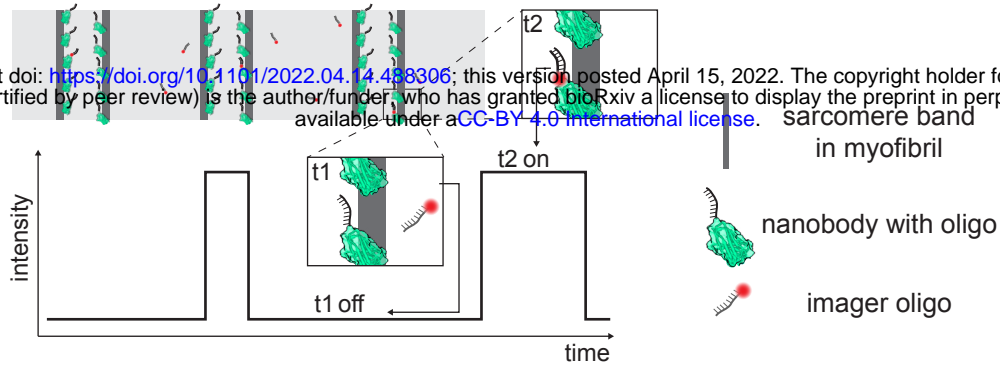 t2
t doi: https://doi.org/10.1101/2022.04.14.488306; this version posted April 15, 2022. The copyright holder fo
rtified by peer review) is the author/funder, who has granted bioRxiv a license to display the preprint in perp
available under aCC-BY 4.0 International license.
sarcomere band
in myofibril
t1
t2 on
intensity
nanobody with oligo
t1 off
imager oligo
time